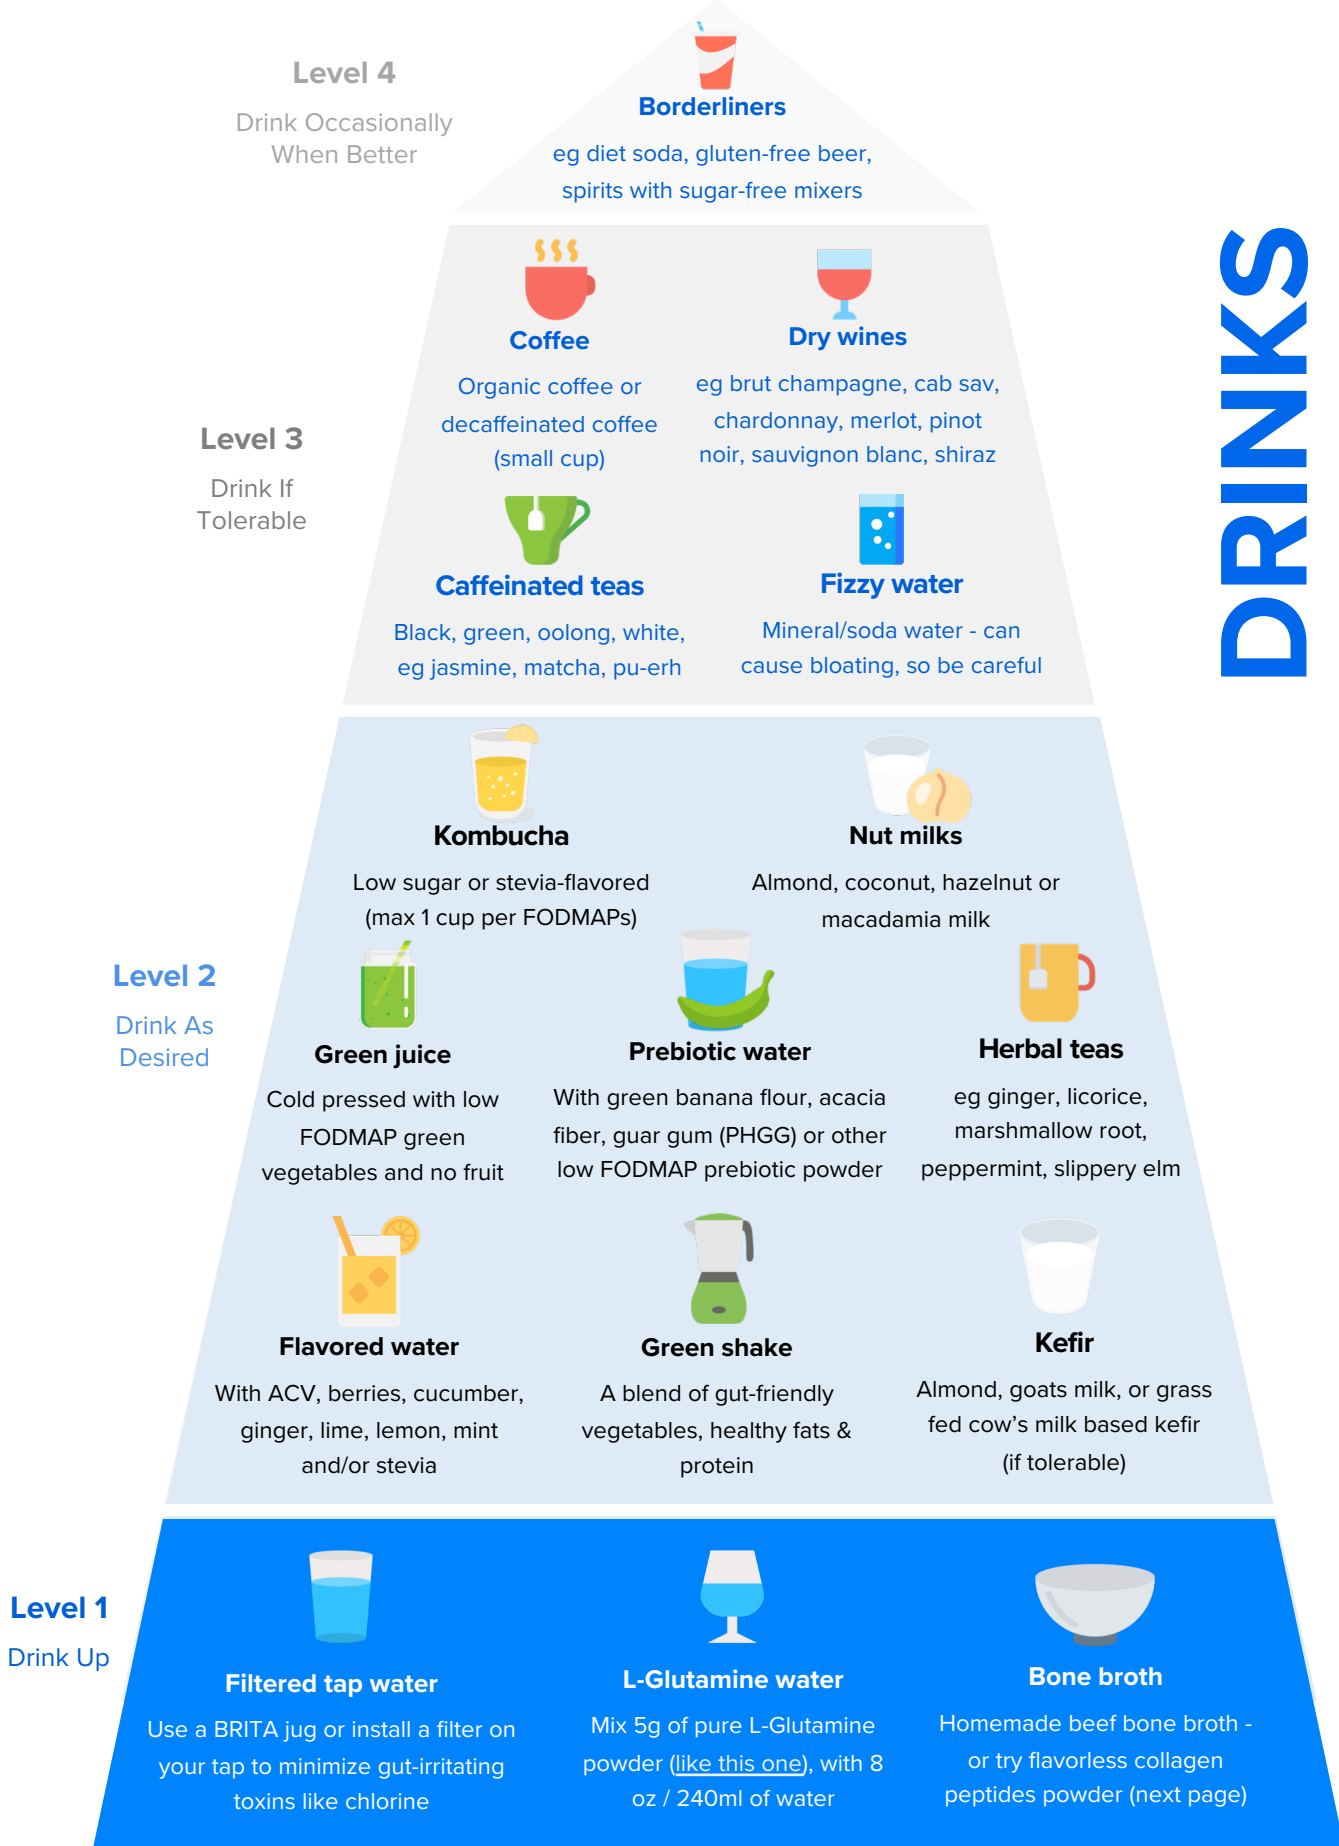 Level 4
Drink Occasionally
When Better
Borderliners
eg diet soda, gluten-free beer,
spirits with sugar-free mixers
DRINKS
Level 3
Drink If
Tolerable
Coffee
Organic coffee or
decaffeinated coffee
(small cup)
Dry wines
eg brut champagne, cab sav,
chardonnay, merlot, pinot
noir, sauvignon blanc, shiraz
Caffeinated teas
Black, green, oolong, white,
eg jasmine, matcha, pu-erh
Fizzy water
Mineral/soda water - can
cause bloating, so be careful
Level 2
Drink As
Desired
Kombucha
Low sugar or stevia-flavored
(max 1 cup per FODMAPs)
Nut milks
Almond, coconut, hazelnut or
macadamia milk
Green juice
Cold pressed with low
FODMAP green
vegetables and no fruit
Prebiotic water
With green banana flour, acacia
fiber, guar gum (PHGG) or other
low FODMAP prebiotic powder
Herbal teas
eg ginger, licorice,
marshmallow root,
peppermint, slippery elm
Flavored water
With ACV, berries, cucumber,
ginger, lime, lemon, mint
and/or stevia
Green shake
A blend of gut-friendly
vegetables, healthy fats &
protein
Kefir
Almond, goats milk, or grass
fed cow's milk based kefir
(if tolerable)
Level 1
Drink Up
Filtered tap water
Use a BRITA jug or install a filter on
your tap to minimize gut-irritating
toxins like chlorine
L-Glutamine water
Mix 5g of pure L-Glutamine
powder (like this one), with 8
oz / 240ml of water
Bone broth
Homemade beef bone broth -
or try flavorless collagen
peptides powder (next page)